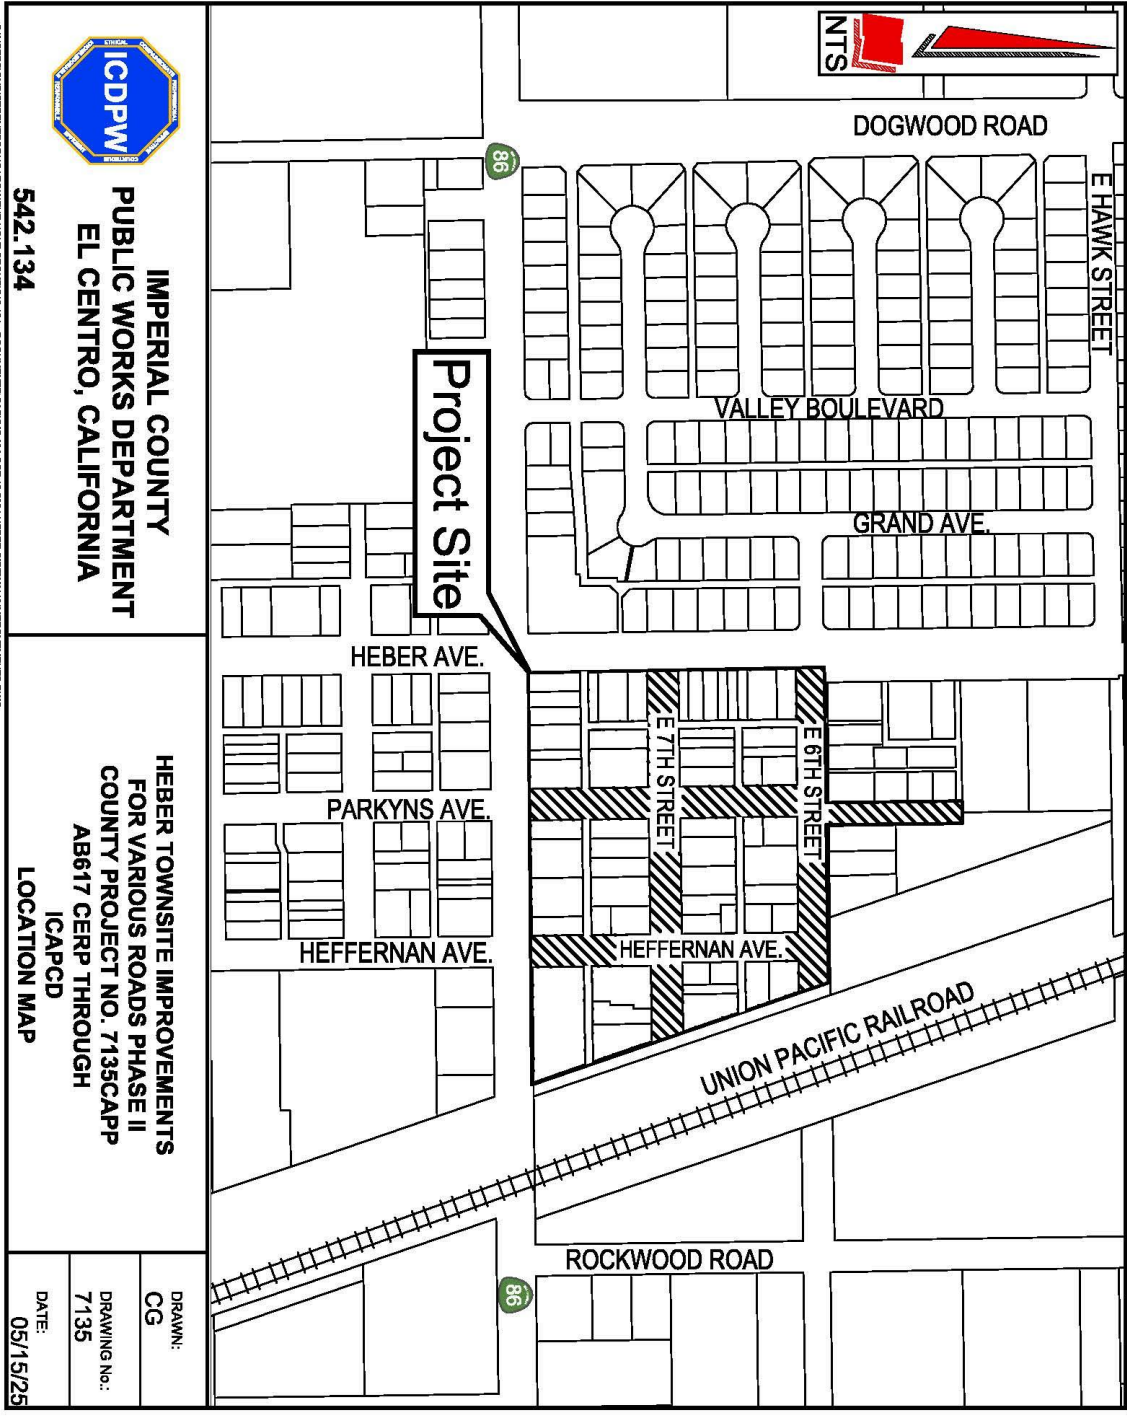 NTS
DOGWOOD ROAD
E HAWK STREET
86
VALLEY BOULEVARD
GRAND AVE.
Project Site
HEBER AVE.
E 7TH STREET
E 6TH STREET
PARKYNS AVE.
HEFFERNAN AVE.
HEFFERNAN AVE.
UNION PACIFIC RAILROAD
ROCKWOOD ROAD
86
ICDPW
IMPERIAL COUNTY
PUBLIC WORKS DEPARTMENT
EL CENTRO, CALIFORNIA
542.134
HEBER TOWNSITE IMPROVEMENTS
FOR VARIOUS ROADS PHASE II
COUNTY PROJECT NO. 7135CAPP
AB617 CERP THROUGH
ICAPCD
LOCATION MAP
DRAWN:
CG
DRAWING No.:
7135
DATE:
05/15/25